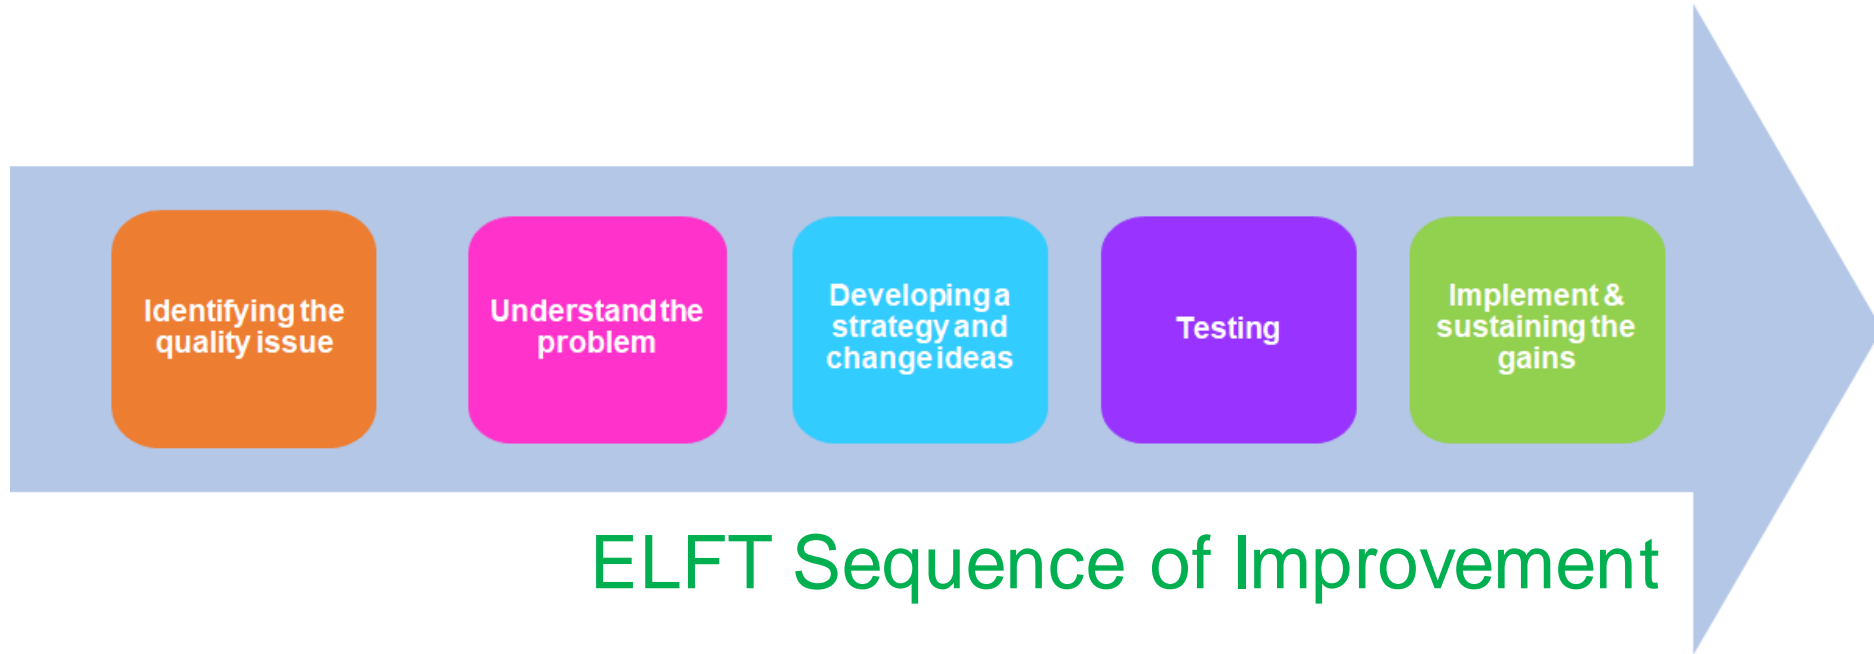 Identifying the
quality issue
Understand the
problem
Developing a
strategy and
change ideas
Testing
Implement &
sustaining the
gains
ELFT Sequence of Improvement